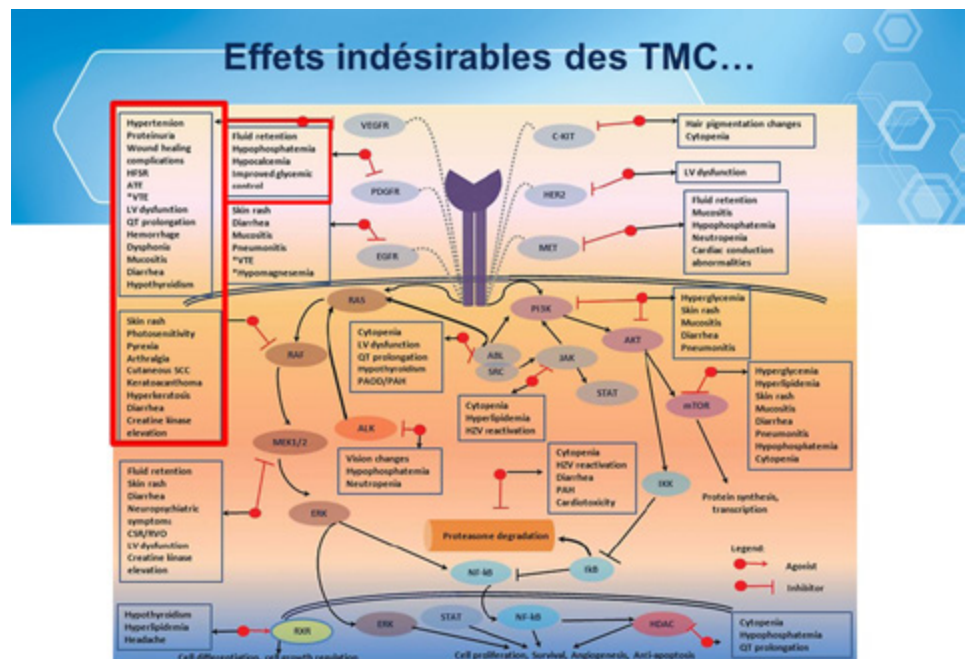 Effets indésirables des TMC...
Hypertension
Proteinuria
Wound healing
complications
HFSR
ATE
*VTE
LV dysfunction
QT prolongation
Hemorrhage
Dysphonic
Mucositis
Diarrhea
Hypothyroidism
Fluid retention
Hypophosphatemia
Hypocalcemia
Improved glycemic
control
Skin rash
Diarrhea
Mucositis
Pneumonitis
*VTE
*Hypomagnesemia
VEGFR
PDGFR
EGFR
C-KIT
HER2
MET
Hair pigmentation changes
Cytopenia
LV dysfunction
Fluid retention
Mucositis
Hypophosphatemia
Neutropenia
Cardiac conduction
abnormalities
Skin rash
Photosensitivity
Pyrexia
Arthralgia
Cutaneous SCC
Keratoacanthoma
Hyperkeratosis
Diarrhea
Creatine kinase
elevation
RAS
RAF
MEK1/2
ERK
ALK
Cytopenia
LV dysfunction
QT prolongation
Hypothyroidism
PAOD/PAH
ABL
SRC
JAK
STAT
PI3K
AKT
mTOR
IKK
Hyperglycemia
Skin rash
Mucositis
Diarrhea
Pneumonitis
Cytopenia
Hyperlipidemia
HZV reactivation
Hyperglycemia
Hyperlipidemia
Skin rash
Mucositis
Diarrhea
Pneumonitis
Hypophosphatemia
Cytopenia
Vision changes
Hypophosphatemia
Neutropenia
Cytopenia
HZV reactivation
Diarrhea
PAH
Cardiotoxicity
Protein synthesis,
transcription
Fluid retention
Skin rash
Diarrhea
Neuropsychiatric
symptoms
CSR/RVO
LV dysfunction
Creatine kinase
elevation
Proteasome degradation
NF-kB
IkB
Legend:
Agonist
Inhibitor
Hypothyroidium
Hyperlipidemia
Headache
RXR
ERK
STAT
NF-kB
HDAC
Cytopenia
Hypophosphatemia
QT prolongation
Cell differentiation, cell growth regulation
Cell proliferation, Survival, Angiogenesis, Anti-apoptosis